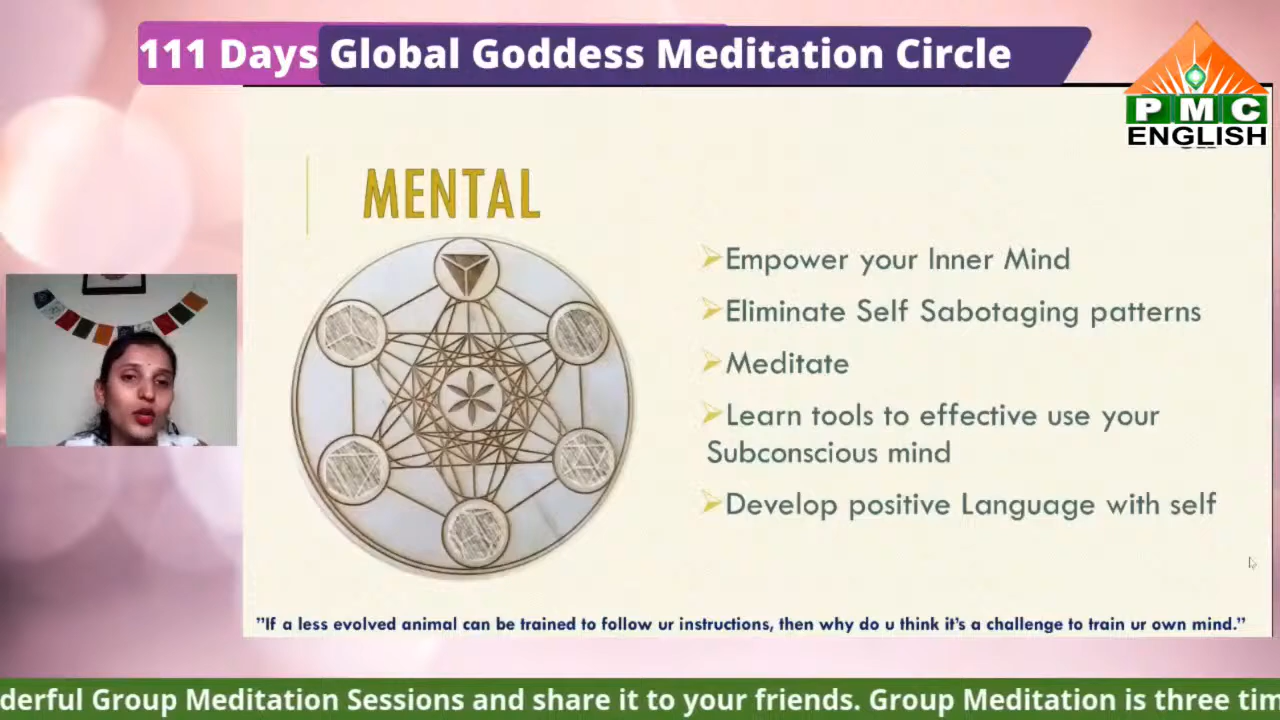 111 Days Global Goddess Meditation Circle
PMC
ENGLISH
MENTAL
Empower your Inner Mind
Eliminate Self Sabotaging patterns
Meditate
Learn tools to effective use your
Subconscious mind
Develop positive Language with self
”If a less evolved animal can be trained to follow ur instructions, then why do u think it’s a challenge to train ur own mind.”
derful Group Meditation Sessions and share it to your friends. Group Meditation is three tim